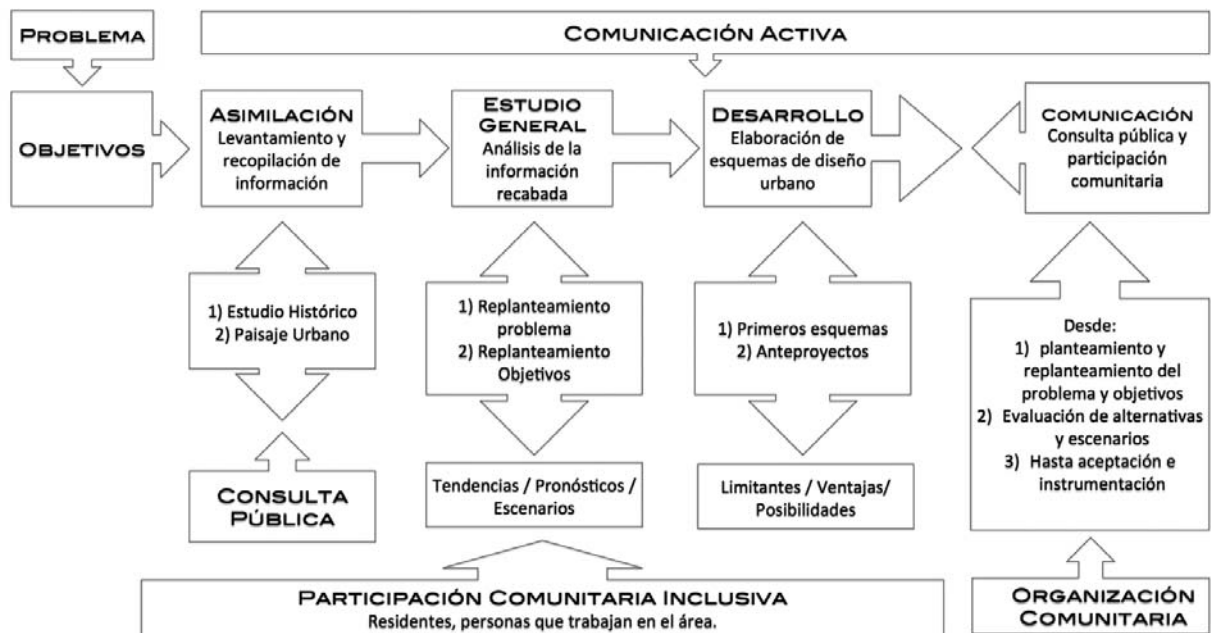 PROBLEMA
COMUNICACIÓN ACTIVA
OBJETIVOS
ASIMILACIÓN
Levantamiento y
recopilación de
información
ESTUDIO
GENERAL
Análisis de la
información
recabada
DESARROLLO
Elaboración de
esquemas de diseño
urbano
COMUNICACIÓN
Consulta pública y
participación
comunitaria
1) Estudio Histórico
2) Paisaje Urbano
1) Replanteamiento
problema
2) Replanteamiento
Objetivos
1) Primeros esquemas
2) Anteproyectos
Desde:
1) planteamiento y
replanteamiento del
problema y objetivos
2) Evaluación de alternativas
y escenarios
3) Hasta aceptación e
instrumentación
CONSULTA
PÚBLICA
Tendencias / Pronósticos /
Escenarios
Limitantes / Ventajas/
Posibilidades
PARTICIPACIÓN COMUNITARIA INCLUSIVA
Residentes, personas que trabajan en el área.
ORGANIZACIÓN
COMUNITARIA